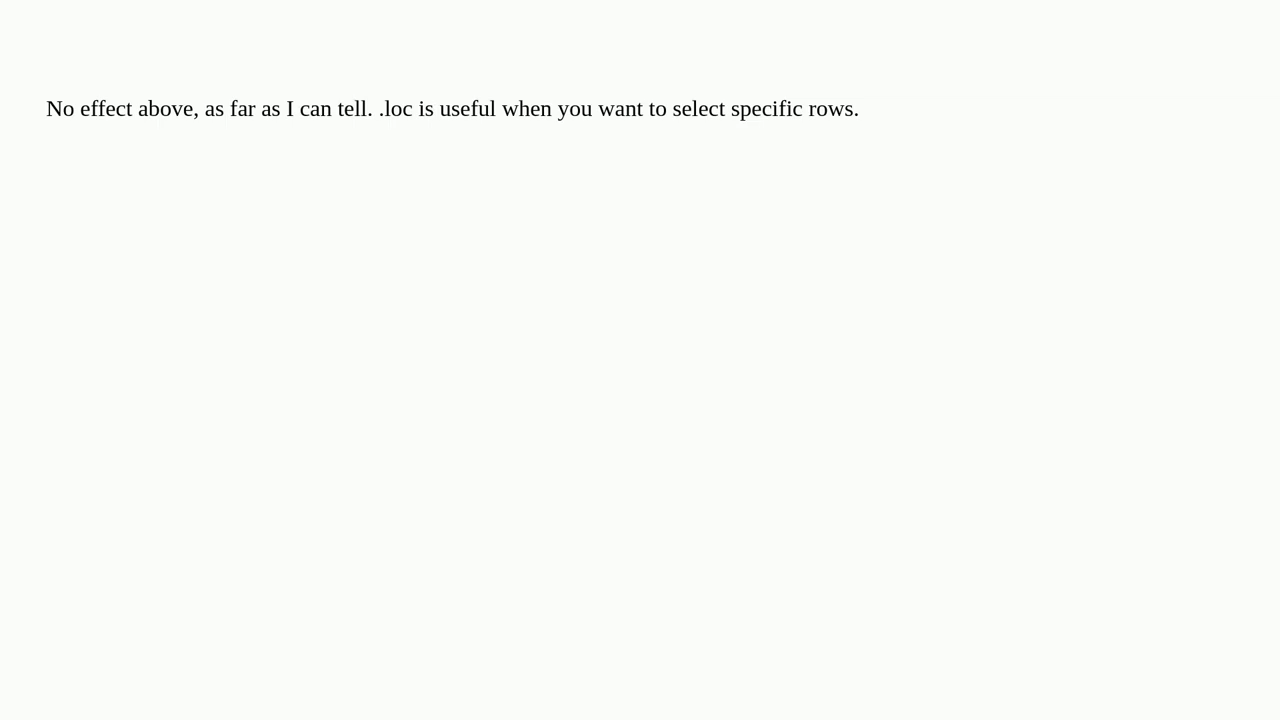 No effect above, as far as I can tell. .loc is useful when you want to select specific rows.